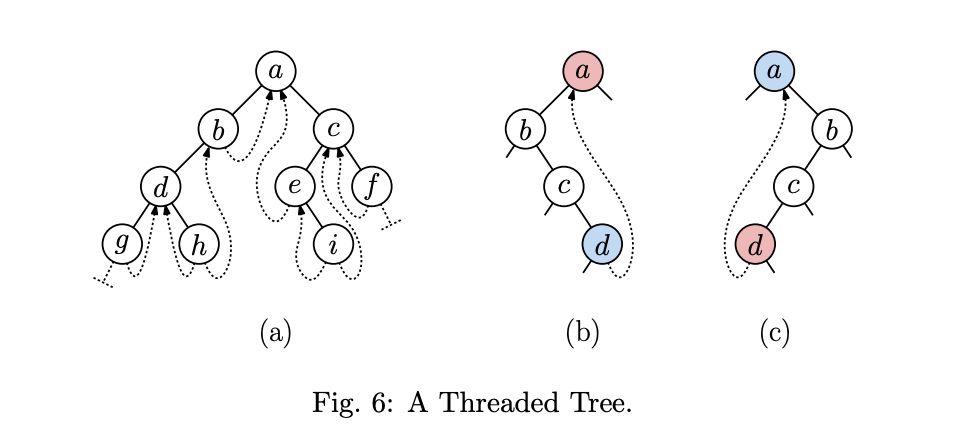 a a a
b c b b
d e f c c
g h i d d
(a) (b) (c)
Fig. 6: A Threaded Tree.